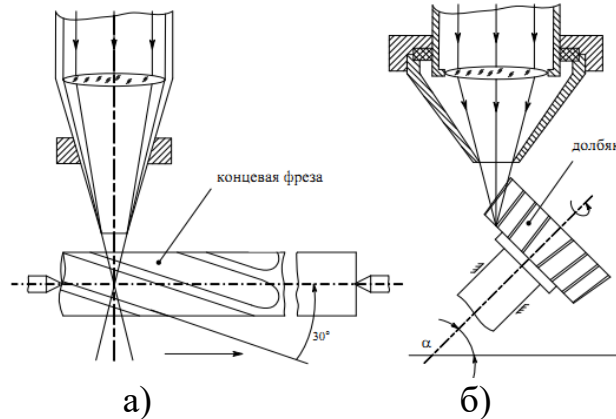 концевая фреза
долбяк
30°
α
а)
б)